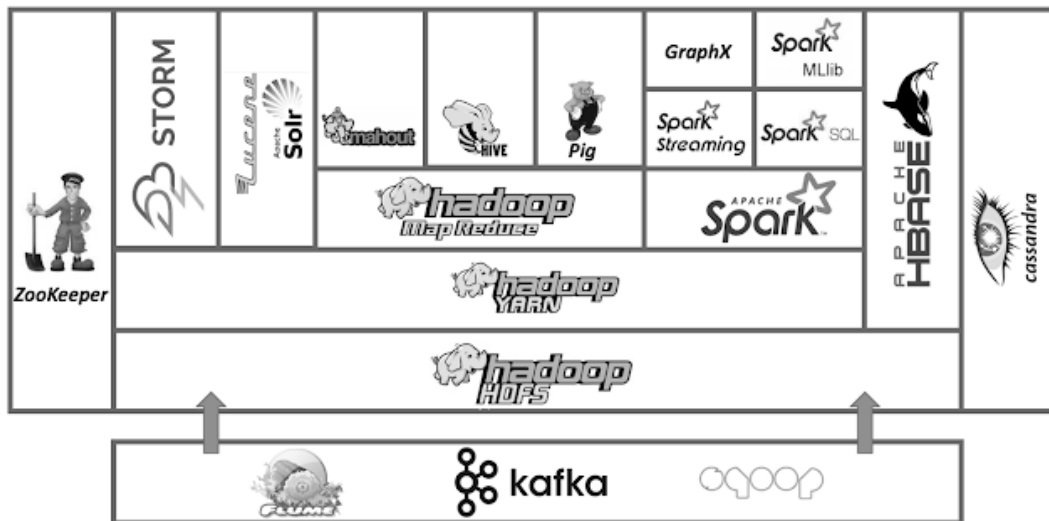 ZooKeeper
STORM
Lucene
Apache
Solr
mahout
HIVE
Pig
GraphX
Spark
MLlib
Spark
Streaming
Spark SQL
hadoop
Map Reduce
APACHE
Spark
TM
APACHE
HBASE
cassandra
hadoop
YARN
hadoop
HDFS
FLUME
kafka
sqoop